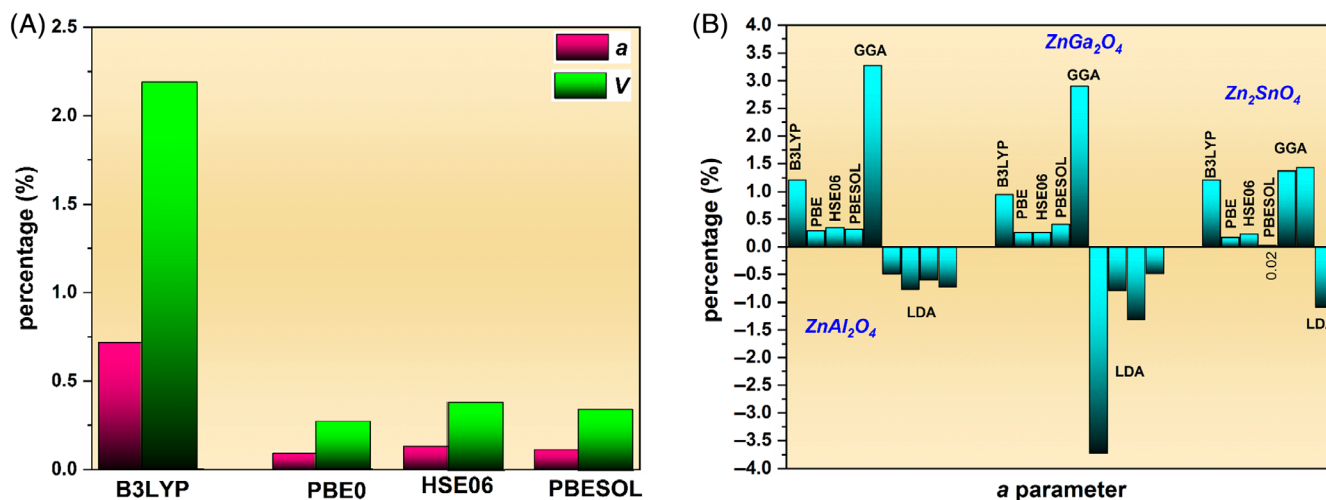 (A)
percentage (%)
2.5
2.0
1.5
1.0
0.5
0.0
a
V
B3LYP
PBE0
HSE06
PBESOL
(B)
percentage (%)
4.0
3.5
3.0
2.5
2.0
1.5
1.0
0.5
0.0
−0.5
−1.0
−1.5
−2.0
−2.5
−3.0
−3.5
−4.0
B3LYP
PBE
HSE06
PBESOL
GGA
LDA
ZnAl₂O₄
ZnGa₂O₄
B3LYP
PBE
HSE06
PBESOL
GGA
LDA
Zn₂SnO₄
B3LYP
PBE
HSE06
PBESOL
0.02
GGA
LD
a parameter